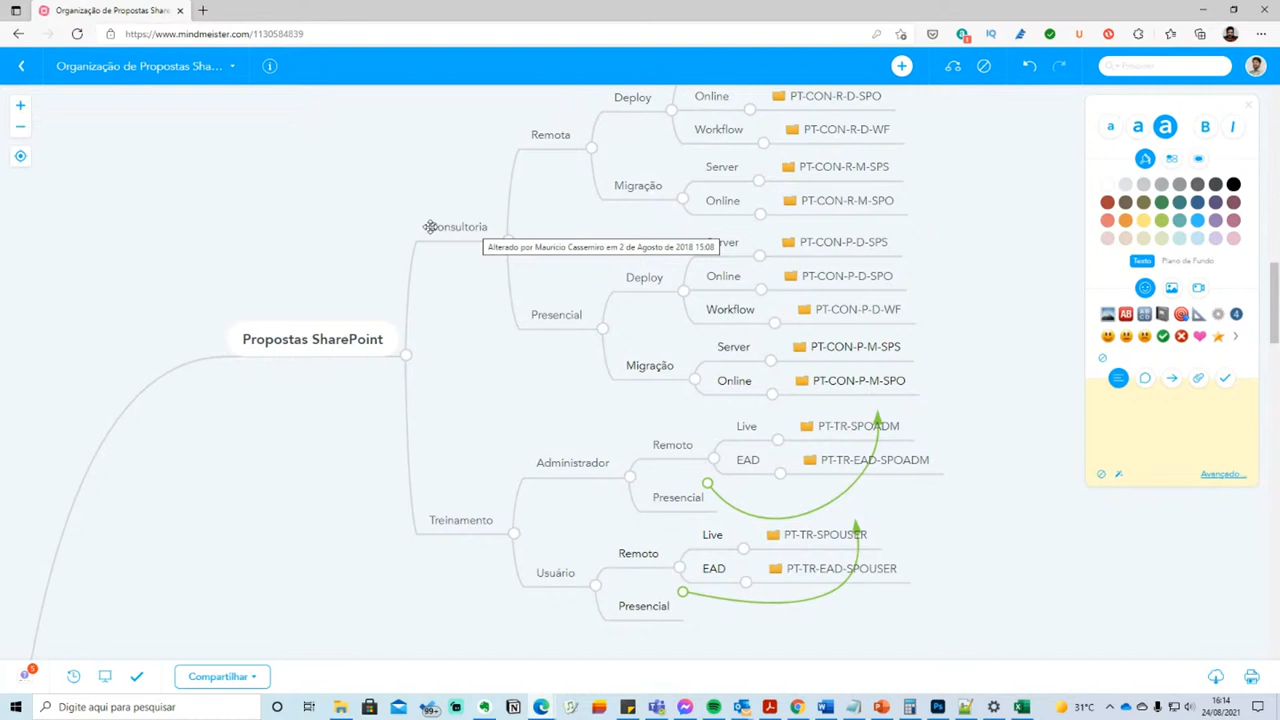 Organização de Propostas Share
https://www.mindmeister.com/1130584839
Organização de Propostas Sha...
Pesquisar
Deploy
Online
PT-CON-R-D-SPO
Workflow
PT-CON-R-D-WF
Remota
Server
PT-CON-R-M-SPS
Migração
Online
PT-CON-R-M-SPO
Consultoria
Alterado por Mauricio Cassemiro em 2 de Agosto de 2018 15:08
rver
PT-CON-P-D-SPS
Deploy
Online
PT-CON-P-D-SPO
Presencial
Workflow
PT-CON-P-D-WF
Propostas SharePoint
Server
PT-CON-P-M-SPS
Migração
Online
PT-CON-P-M-SPO
Live
PT-TR-SPOADM
Remoto
Administrador
EAD
PT-TR-EAD-SPOADM
Presencial
Treinamento
Live
PT-TR-SPOUSER
Remoto
Usuário
EAD
PT-TR-EAD-SPOUSER
Presencial
a a a B I
Texto
Plano de Fundo
Avançado...
5
Compartilhar
Digite aqui para pesquisar
99+
31°C
16:14
24/08/2021